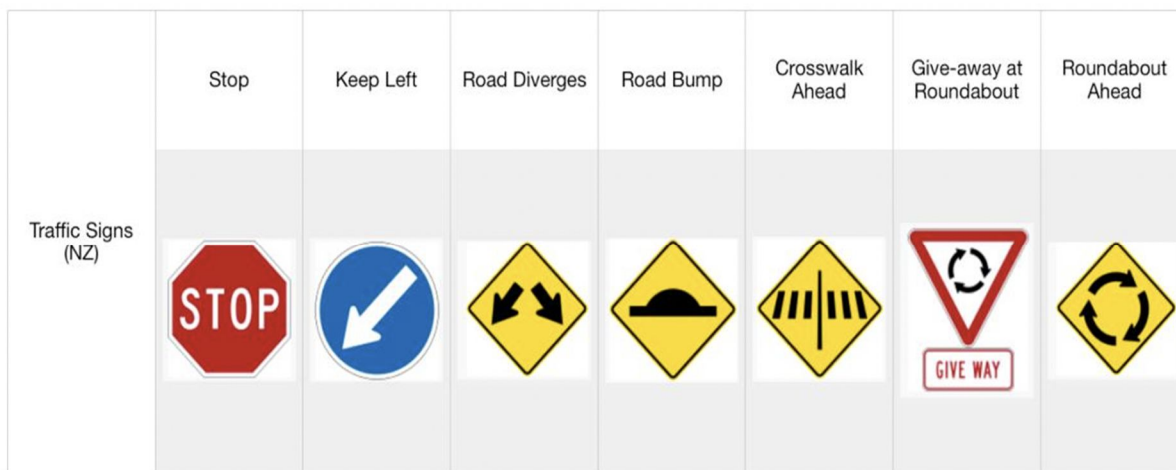 Stop
Keep Left
Road Diverges
Road Bump
Crosswalk
Ahead
Give-away at
Roundabout
Roundabout
Ahead
Traffic Signs
(NZ)
STOP
GIVE WAY